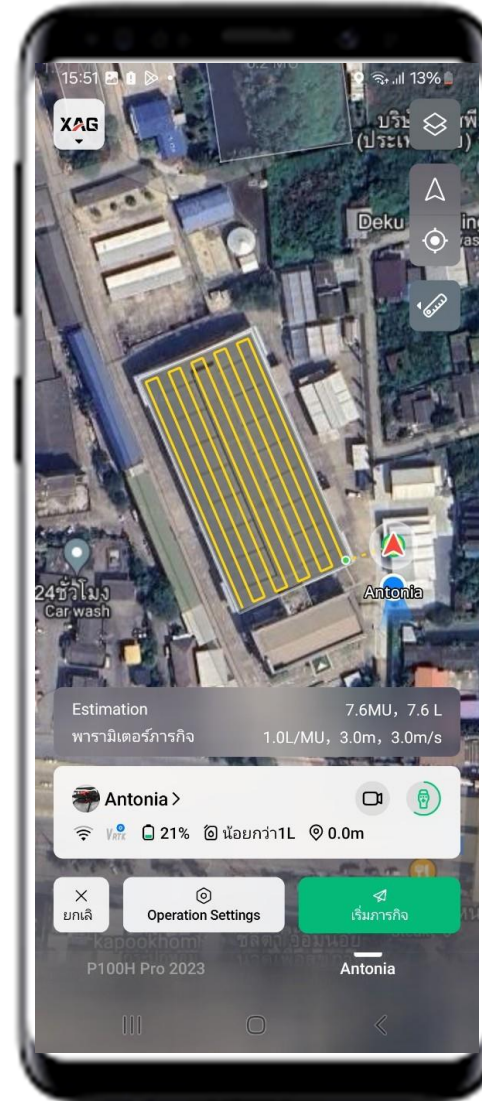 15:51
13%
XAG
บริษั
(ประเท
Deku
24ชั่วโมง
Car wash
Antonia
Estimation 7.6MU, 7.6 L
พารามิเตอร์ภารกิจ 1.0L/MU, 3.0m, 3.0m/s
Antonia >
VRTK 21% น้อยกว่า1L 0.0m
ยกเลิ Operation Settings เริ่มภารกิจ
kapookhomh
P100H Pro 2023 Antonia